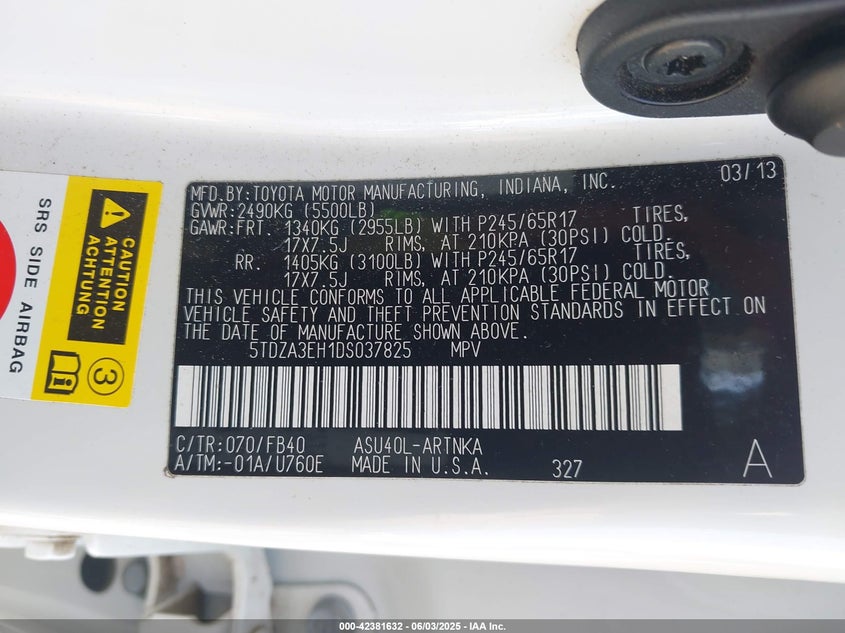 MFD.BY:TOYOTA MOTOR MANUFACTURING, INDIANA, INC. 03/13
GVWR:2490KG (5500LB)
GAWR:FRT. 1340KG (2955LB) WITH P245/65R17 TIRES,
17X7.5J RIMS, AT 210KPA (30PSI) COLD.
RR. 1405KG (3100LB) WITH P245/65R17 TIRES,
17X7.5J RIMS, AT 210KPA (30PSI) COLD.
THIS VEHICLE CONFORMS TO ALL APPLICABLE FEDERAL MOTOR
VEHICLE SAFETY AND THEFT PREVENTION STANDARDS IN EFFECT ON
THE DATE OF MANUFACTURE SHOWN ABOVE.
5TDZA3EH1DS037825 MPV
C/TR:070/FB40 ASU40L-ARTNKA
A/TM:-01A/U760E MADE IN U.S.A. 327 A
SRS SIDE AIRBAG
CAUTION
ATTENTION
ACHTUNG
3
000-42381632 - 06/03/2025 - IAA Inc.